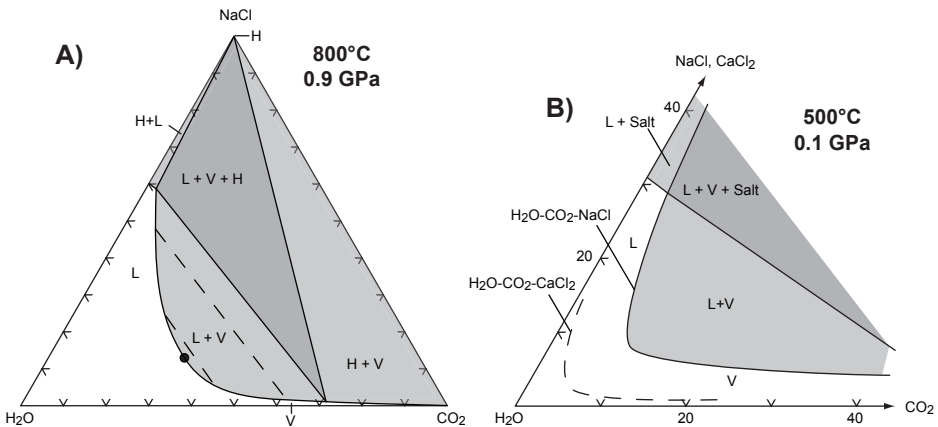 A)
NaCl
H
800°C
0.9 GPa
H+L
L + V + H
L
L + V
H + V
H₂O
V
CO₂
B)
NaCl, CaCl₂
500°C
0.1 GPa
40
L + Salt
L + V + Salt
H₂O-CO₂-NaCl
L
20
H₂O-CO₂-CaCl₂
L+V
V
H₂O
20
40
CO₂